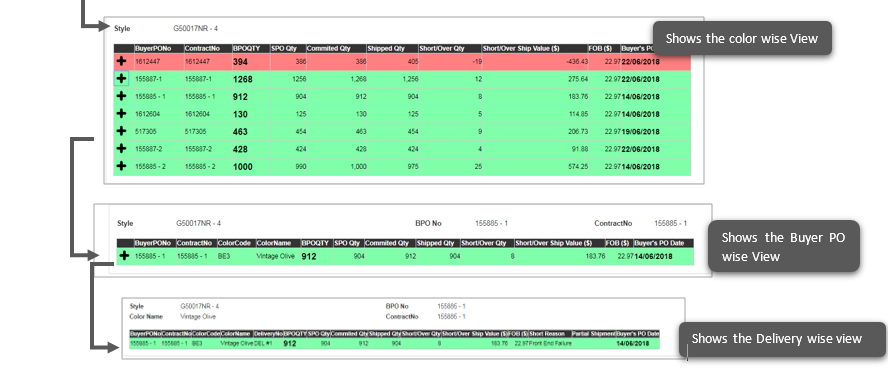 Style G50017NR - 4
Shows the color wise View
BuyerPONo ContractNo BPOQTY SPO Qty Commited Qty Shipped Qty Short/Over Qty Short/Over Ship Value ($) FOB ($) Buyer's PO
1612447 1612447 394 386 386 405 -19 -436.43 22.97 22/06/2018
155887-1 155887-1 1268 1256 1,268 1,256 12 275.64 22.97 22/06/2018
155885 - 1 155885 - 1 912 904 912 904 8 183.76 22.97 14/06/2018
1612604 1612604 130 125 130 125 5 114.85 22.97 14/06/2018
517305 517305 463 454 463 454 9 206.73 22.97 19/06/2018
155887-2 155887-2 428 424 428 424 4 91.88 22.97 22/06/2018
155885 - 2 155885 - 2 1000 990 1,000 975 25 574.25 22.97 14/06/2018
Style G50017NR - 4 BPO No 155885 - 1 ContractNo 155885 - 1
Shows the Buyer PO
wise View
BuyerPONo ContractNo ColorCode ColorName BPOQTY SPO Qty Commited Qty Shipped Qty Short/Over Qty Short/Over Ship Value ($) FOB ($) Buyer's PO Date
155885 - 1 155885 - 1 BE3 Vintage Olive 912 904 912 904 8 183.76 22.97 14/06/2018
Style G50017NR - 4 BPO No 155885 - 1
Color Name Vintage Olive ContractNo 155885 - 1
Shows the Delivery wise view
BuyerPONo ContractNo ColorCode ColorName DeliveryNo BPOQTY SPO Qty Commited Qty Shipped Qty Short/Over Qty Short/Over Ship Value ($) FOB ($) Short Reason Partial Shipment Buyer's PO Date
155885 - 1 155885 - 1 BE3 Vintage Olive DEL #1 912 904 912 904 8 183.76 22.97 Front End Failure 14/06/2018